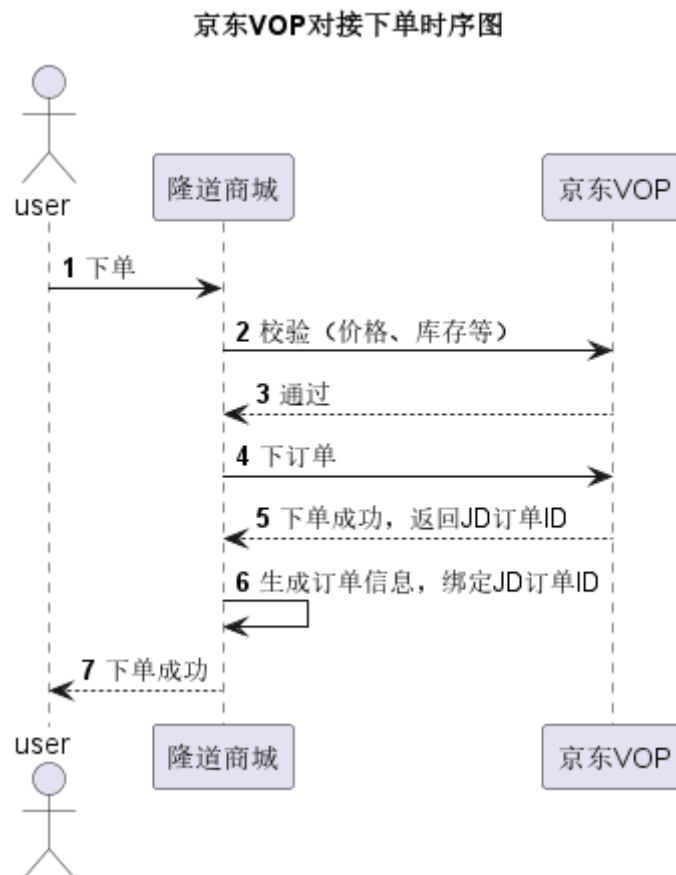 京东VOP对接下单时序图
user
隆道商城
京东VOP
1 下单
2 校验（价格、库存等）
3 通过
4 下订单
5 下单成功，返回JD订单ID
6 生成订单信息，绑定JD订单ID
7 下单成功
user
隆道商城
京东VOP